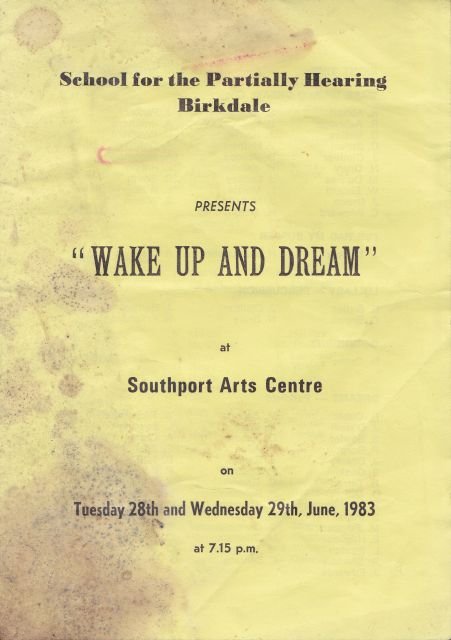 School for the Partially Hearing
Birkdale
PRESENTS
“WAKE UP AND DREAM”
at
Southport Arts Centre
on
Tuesday 28th and Wednesday 29th, June, 1983
at 7.15 p.m.